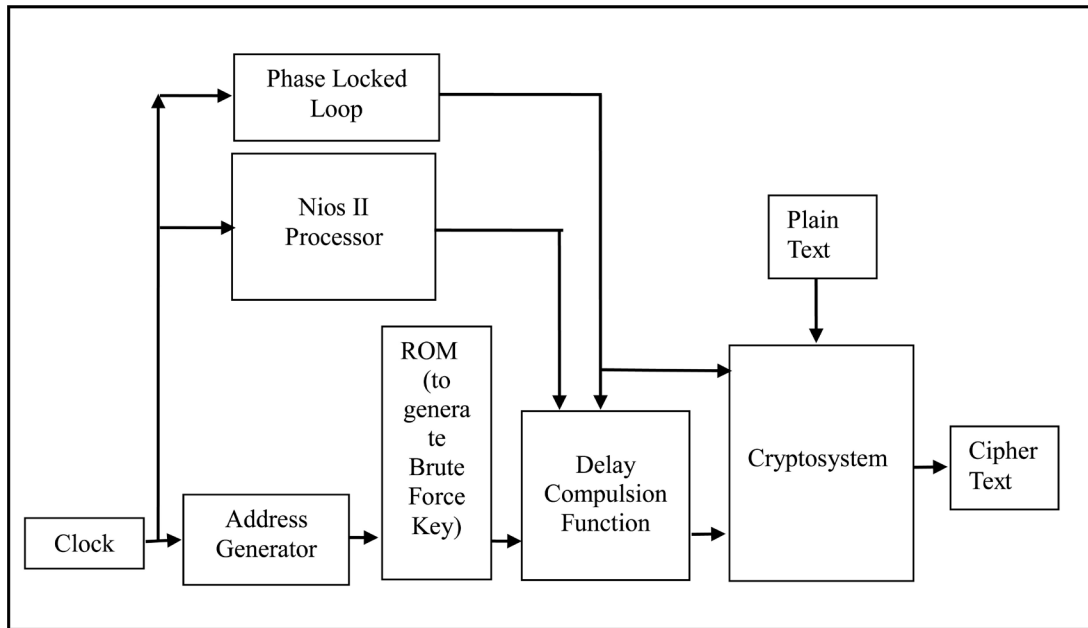 Phase Locked
Loop
Nios II
Processor
Plain
Text
ROM
(to
genera
te
Brute
Force
Key)
Delay
Compulsion
Function
Cryptosystem
Cipher
Text
Address
Generator
Clock